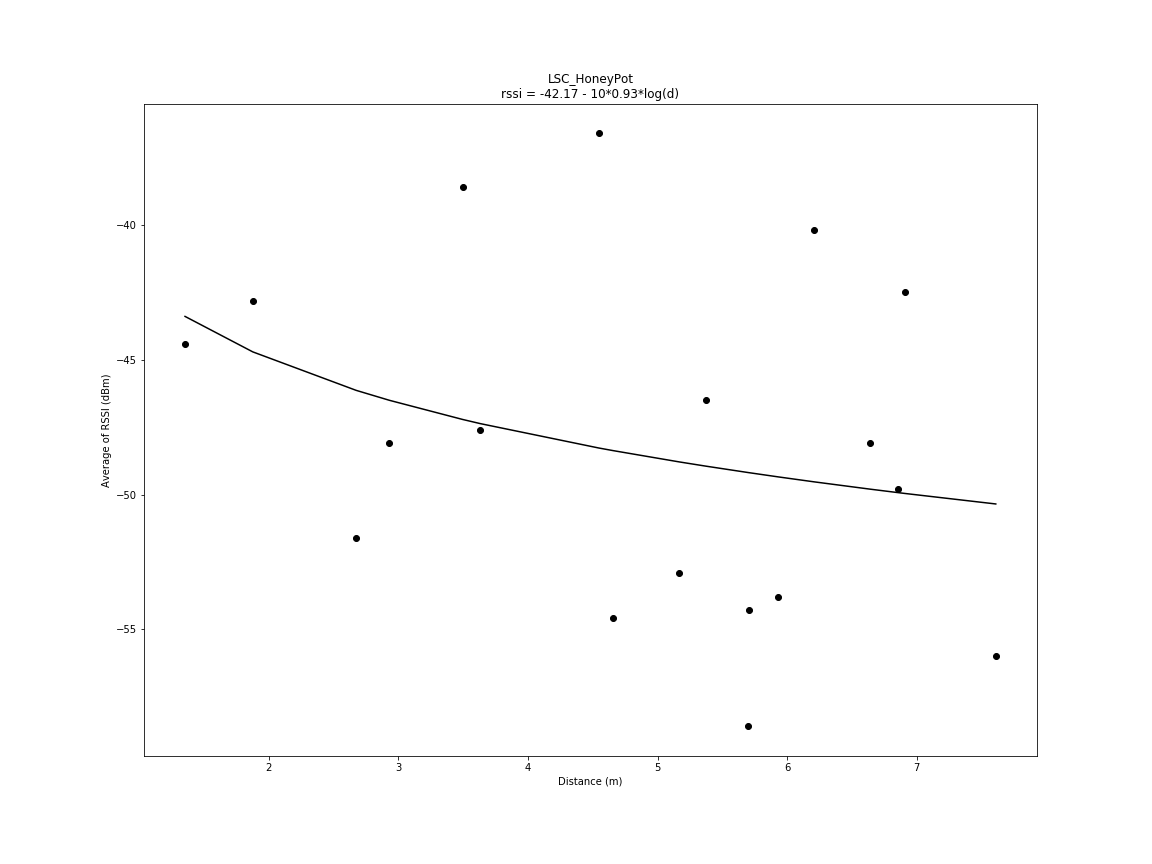 LSC_HoneyPot
rssi = -42.17 - 10*0.93*log(d)
Average of RSSI (dBm)
−40
−45
−50
−55
2 3 4 5 6 7
Distance (m)